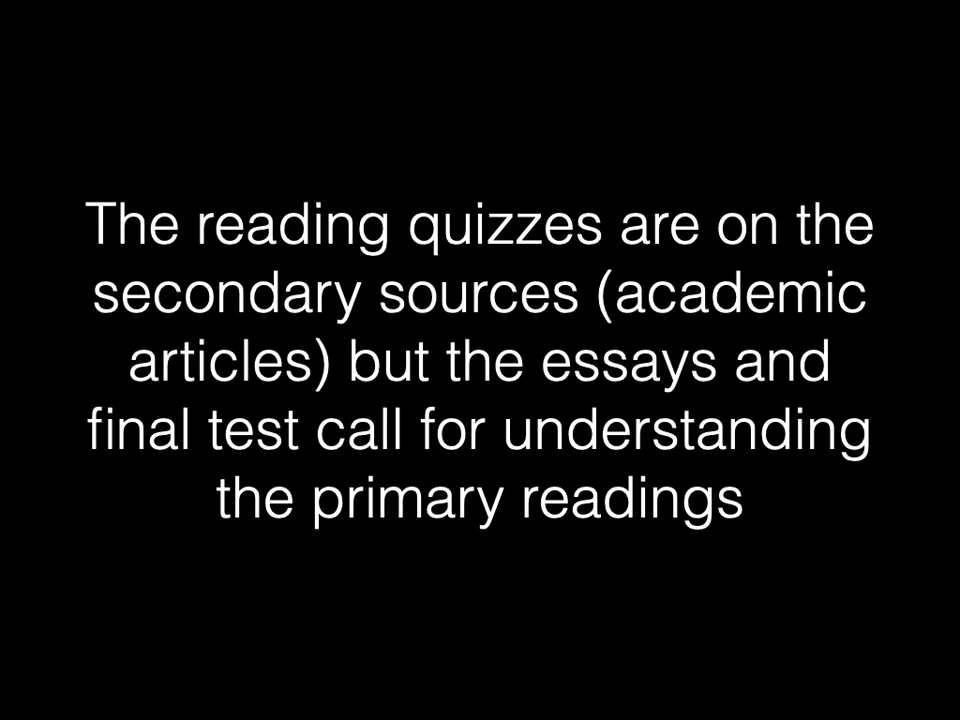 The reading quizzes are on the
secondary sources (academic
articles) but the essays and
final test call for understanding
the primary readings